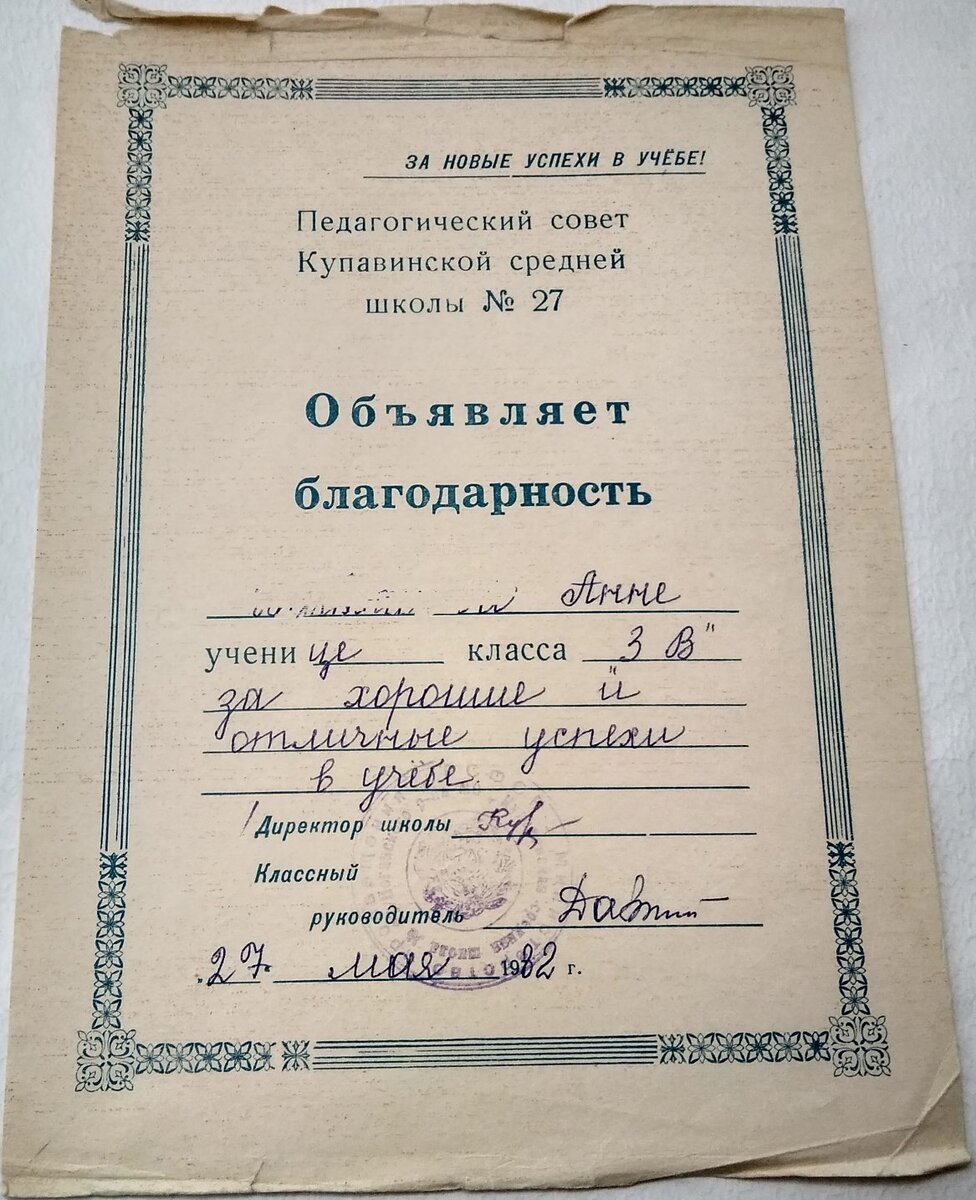 ЗА НОВЫЕ УСПЕХИ В УЧЁБЕ!
Педагогический совет
Купавинской средней
школы № 27
Объявляет
благодарность
Анне
ученице класса 3 В"
за хорошие и
отличные успехи
в учёбе.
Директор школы
Классный
руководитель
27 мая 1982 г.